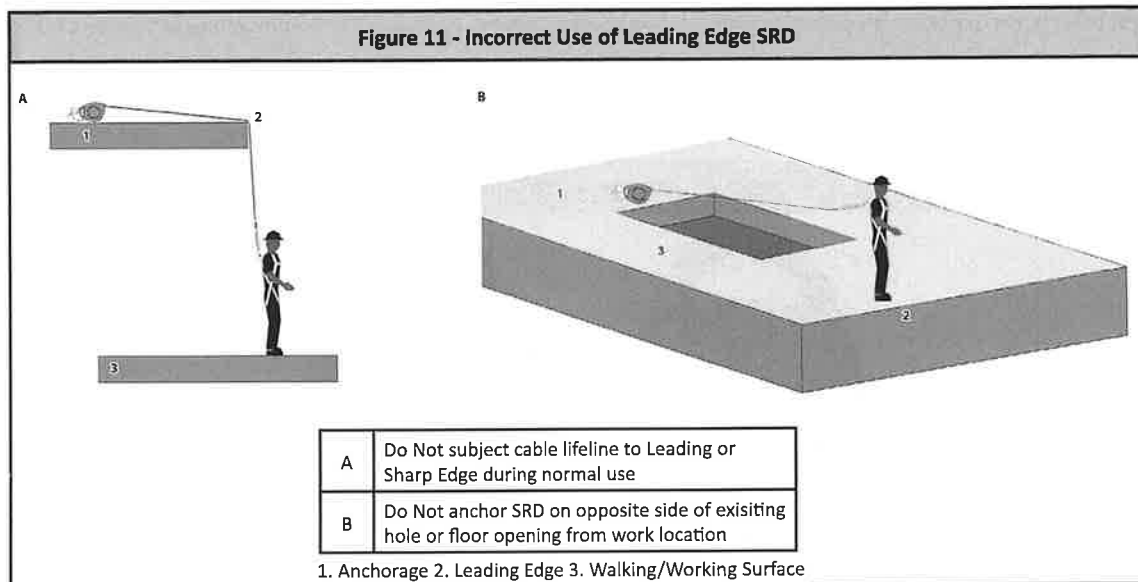 Figure 11 - Incorrect Use of Leading Edge SRD
A
1
2
3
B
1
3
2
A Do Not subject cable lifeline to Leading or
Sharp Edge during normal use
B Do Not anchor SRD on opposite side of exisiting
hole or floor opening from work location
1. Anchorage 2. Leading Edge 3. Walking/Working Surface